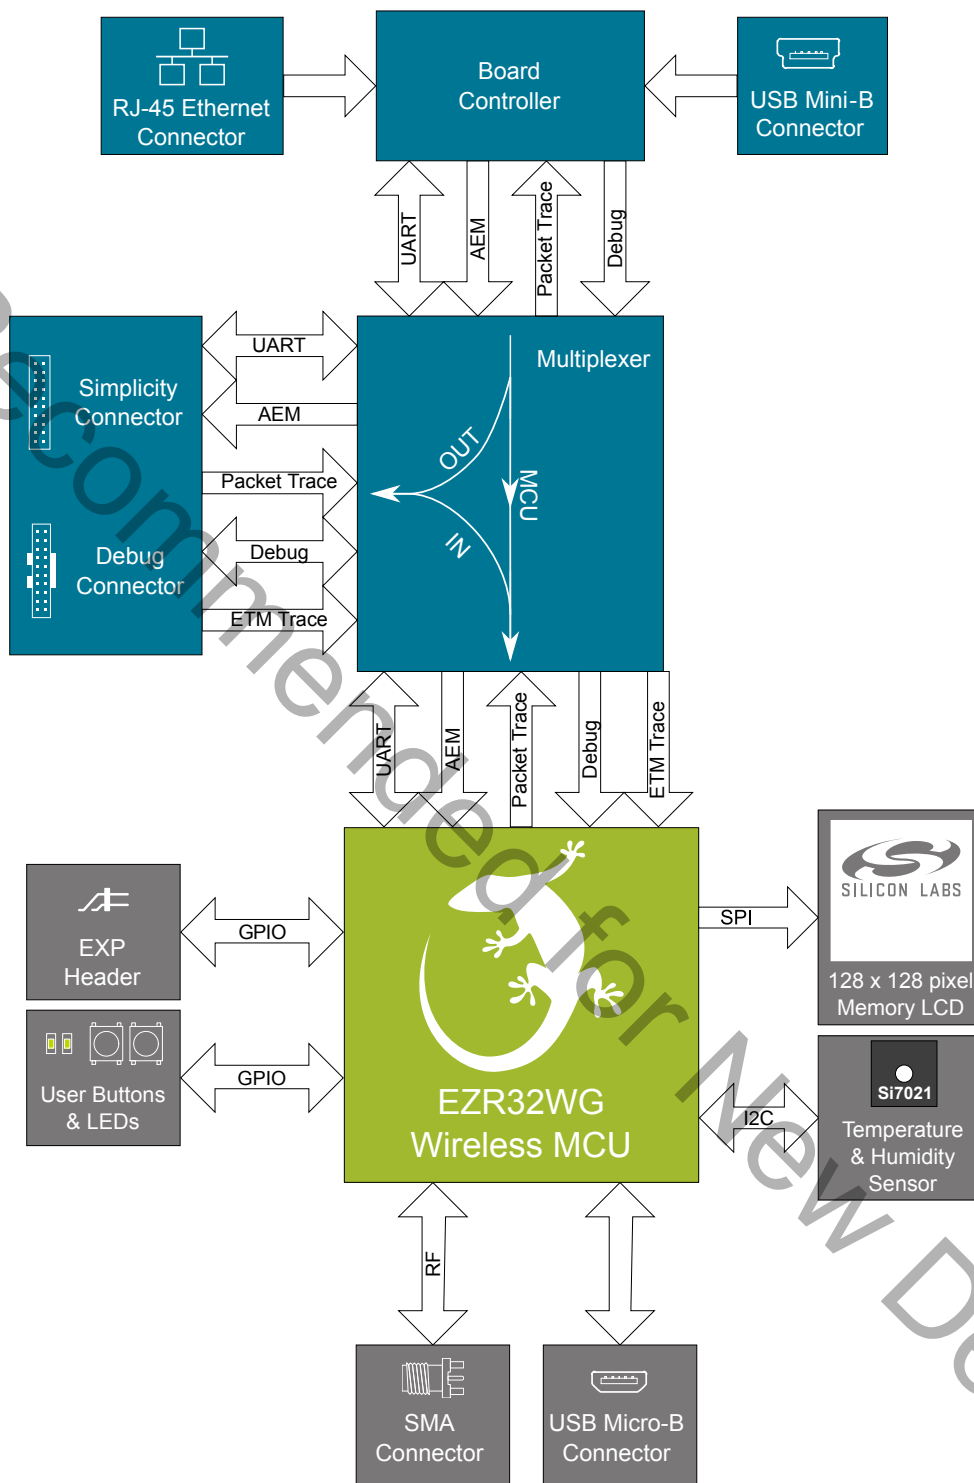 RJ-45 Ethernet
Connector
Board
Controller
USB Mini-B
Connector
UART
AEM
Packet Trace
Debug
Simplicity
Connector
Debug
Connector
UART
AEM
Packet Trace
Debug
ETM Trace
Multiplexer
OUT
MCU
IN
UART
AEM
Packet Trace
Debug
ETM Trace
EXP
Header
GPIO
User Buttons
& LEDs
GPIO
EZR32WG
Wireless MCU
SPI
SILICON LABS
128 x 128 pixel
Memory LCD
I2C
Si7021
Temperature
& Humidity
Sensor
RF
SMA
Connector
USB Micro-B
Connector
Recommended for New De